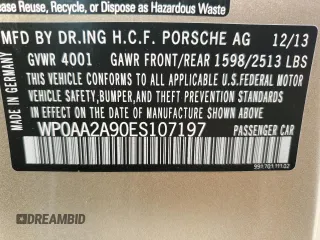 ease Reuse, Recycle, or Dispose as Hazardous Waste
MFD BY DR.ING H.C.F. PORSCHE AG 12/13
GVWR 4001 GAWR FRONT/REAR 1598/2513 LBS
THIS VEHICLE CONFORMS TO ALL APPLICABLE U.S. FEDERAL MOTOR
VEHICLE SAFETY, BUMPER, AND THEFT PREVENTION STANDARDS
IN EFFECT ON THE DATE OF MANUFACTURE SHOWN ABOVE
WP0AA2A90ES107197 PASSENGER CAR
MADE IN GERMANY
DREAMBID